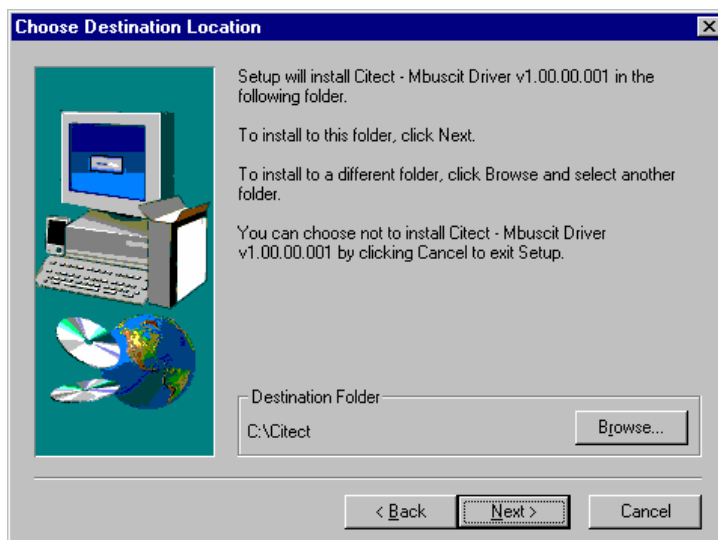 Choose Destination Location
Setup will install Citect - Mbuscit Driver v1.00.00.001 in the
following folder.
To install to this folder, click Next.
To install to a different folder, click Browse and select another
folder.
You can choose not to install Citect - Mbuscit Driver
v1.00.00.001 by clicking Cancel to exit Setup.
Destination Folder
C:\Citect
Browse...
< Back
Next >
Cancel